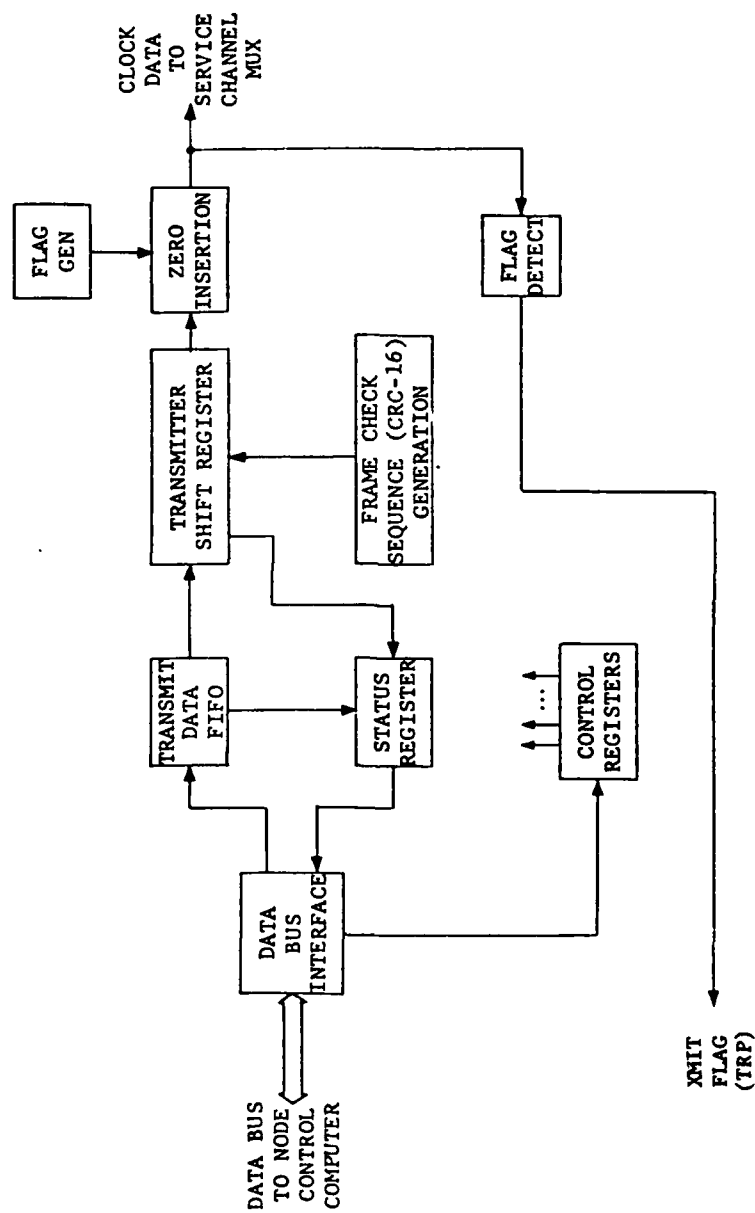 DATA BUS
TO NODE
CONTROL
COMPUTER
DATA
BUS
INTERFACE
TRANSMIT
DATA
FIFO
STATUS
REGISTER
TRANSMITTER
SHIFT REGISTER
FRAME CHECK
SEQUENCE (CRC-16)
GENERATION
FLAG
GEN
ZERO
INSERTION
CLOCK
DATA
TO
SERVICE
CHANNEL
MUX
CONTROL
REGISTERS
...
FLAG
DETECT
XMIT
FLAG
(TRP)